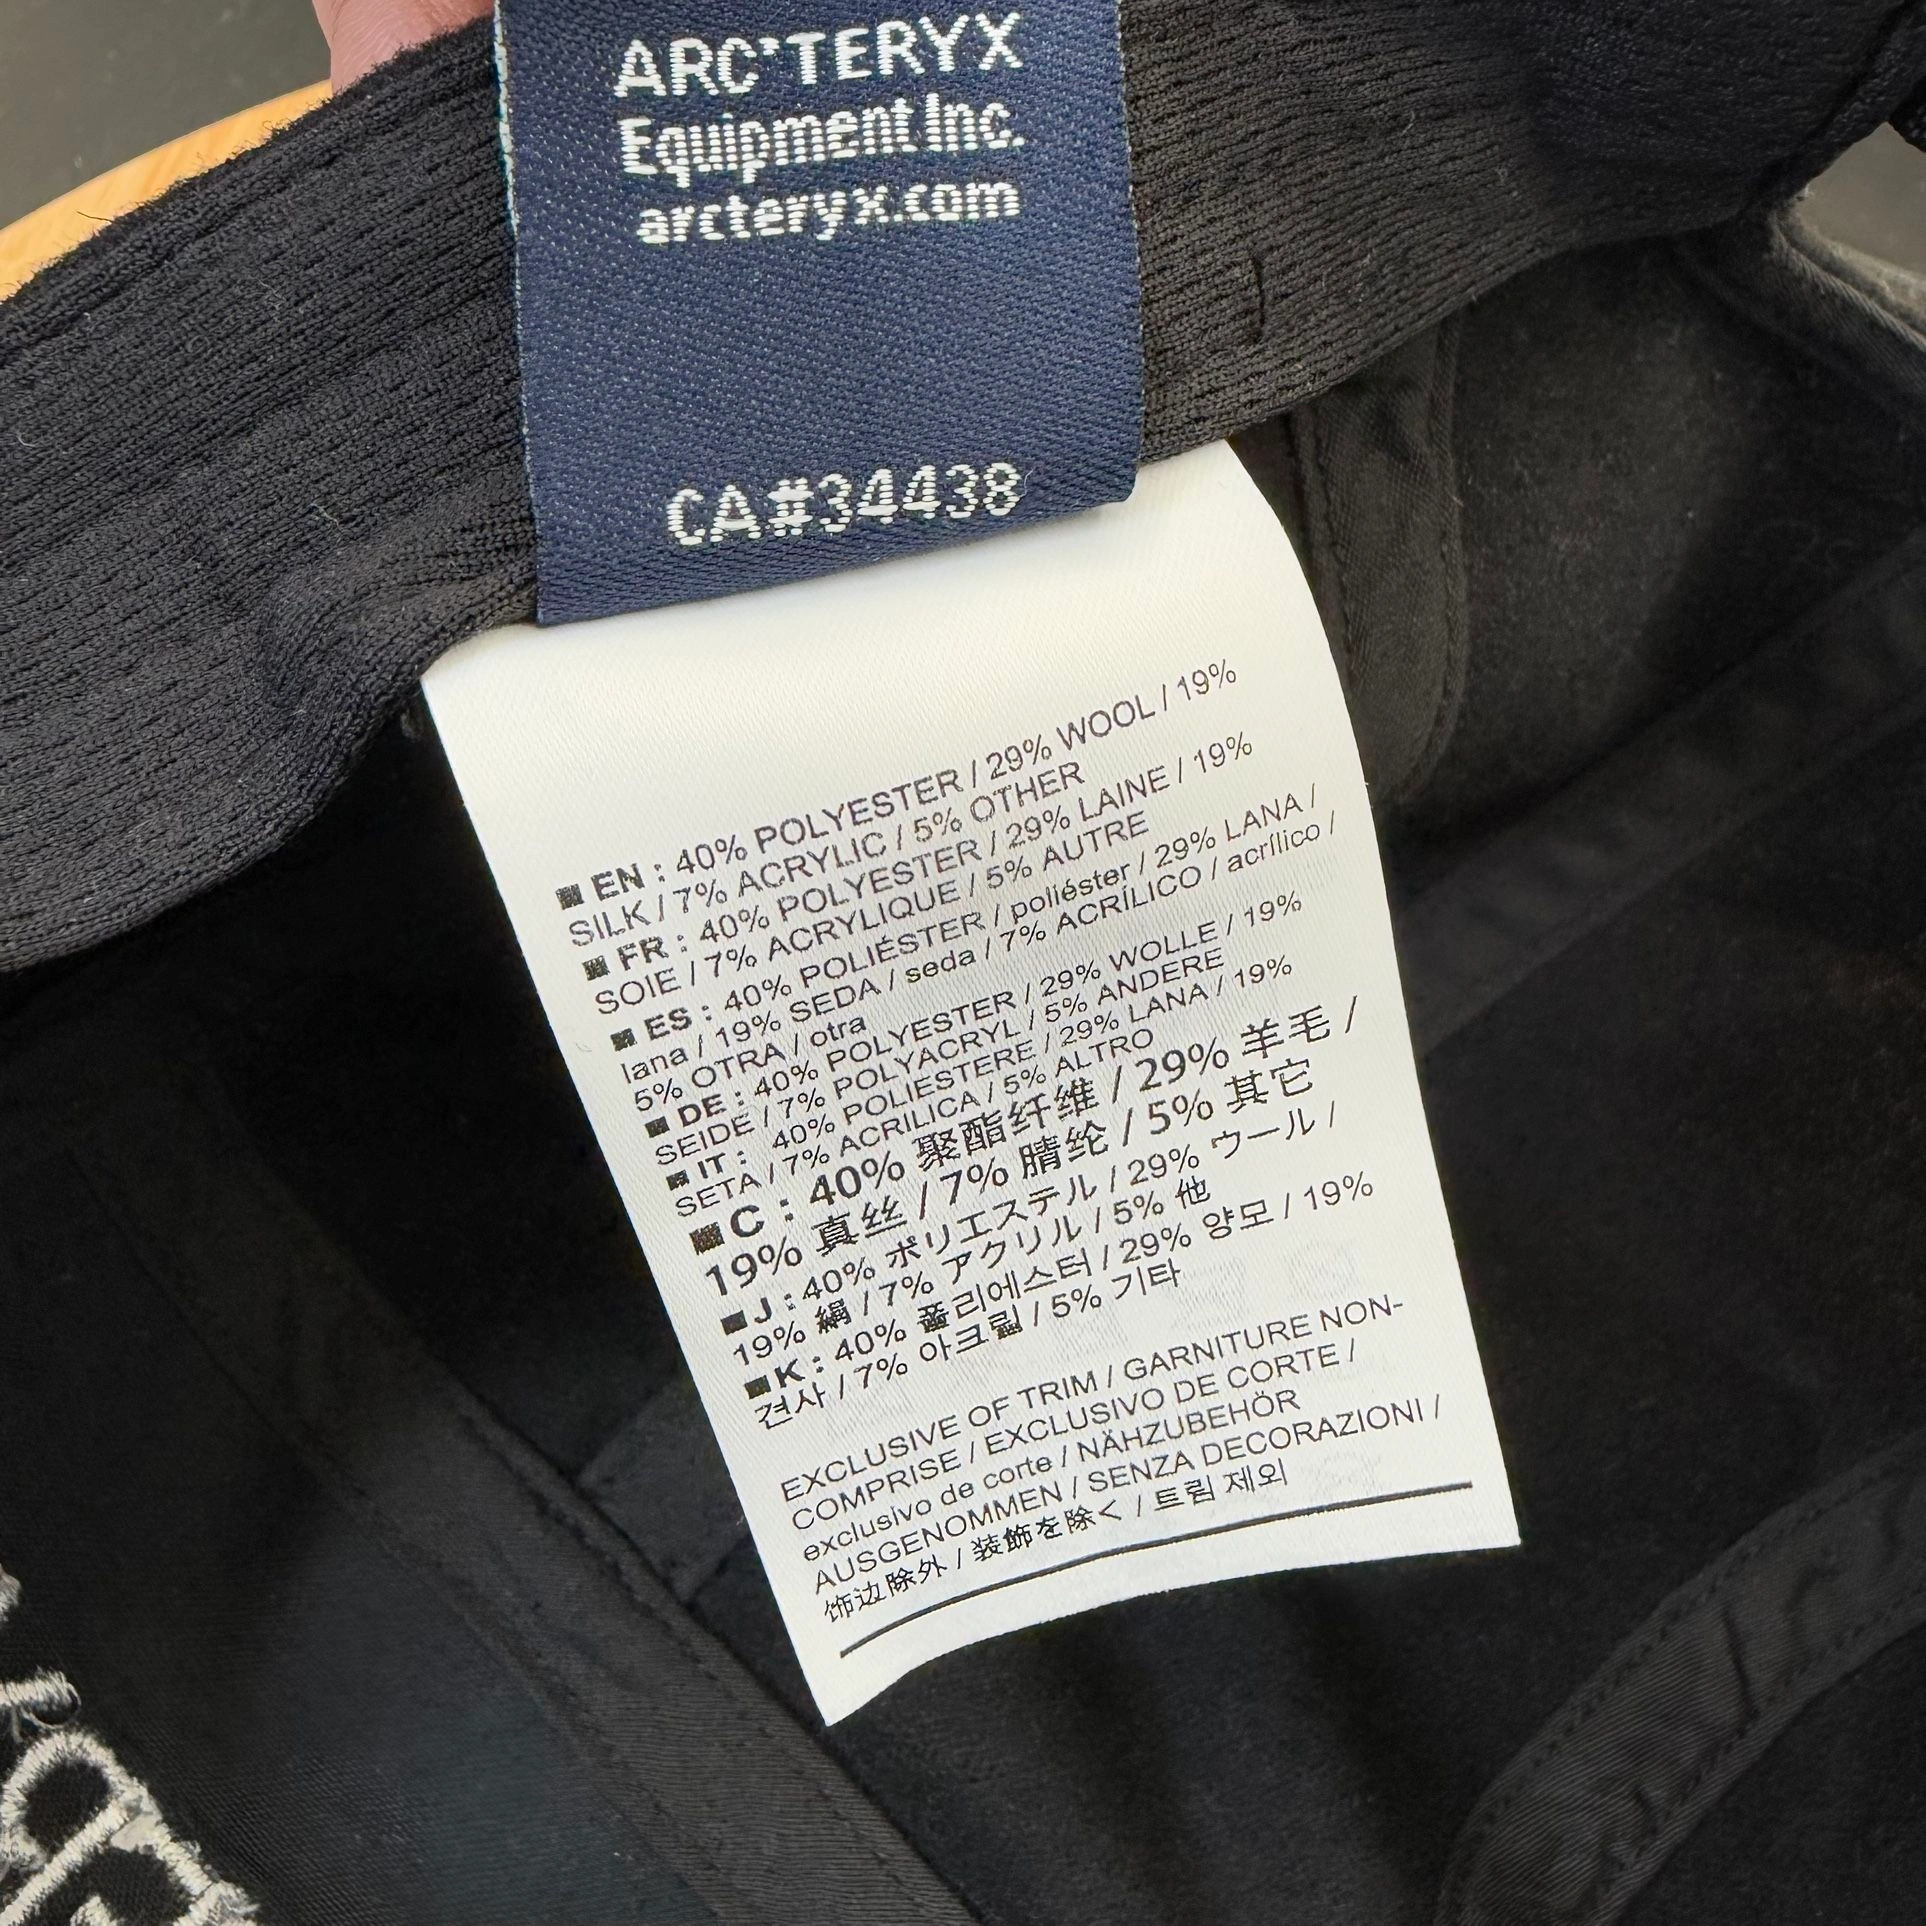 ARC'TERYX
Equipment Inc.
arcteryx.com
CA#34438
EN : 40% POLYESTER / 29% WOOL / 19%
SILK / 7% ACRYLIC / 5% OTHER
FR : 40% POLYESTER / 29% LAINE / 19%
SOIE / 7% ACRYLIQUE / 5% AUTRE
ES : 40% POLIÉSTER / poliéster / 29% LANA /
lana / 19% SEDA / seda / 7% ACRÍLICO / acrílico /
5% OTRA / otra
DE : 40% POLYESTER / 29% WOLLE / 19%
SEIDE / 7% POLYACRYL / 5% ANDERE
IT : 40% POLIESTERE / 29% LANA / 19%
SETA / 7% ACRILICA / 5% ALTRO
C : 40% 聚酯纤维 / 29% 羊毛 /
19% 真丝 / 7% 腈纶 / 5% 其它
J : 40% ポリエステル / 29% ウール /
19% 絹 / 7% アクリル / 5% 他
K : 40% 폴리에스터 / 29% 양모 / 19%
견사 / 7% 아크릴 / 5% 기타
EXCLUSIVE OF TRIM / GARNITURE NON-
COMPRISE / EXCLUSIVO DE CORTE /
exclusivo de corte / NÄHZUBEHÖR
AUSGENOMMEN / SENZA DECORAZIONI /
饰边除外 / 装飾を除く / 트림 제외